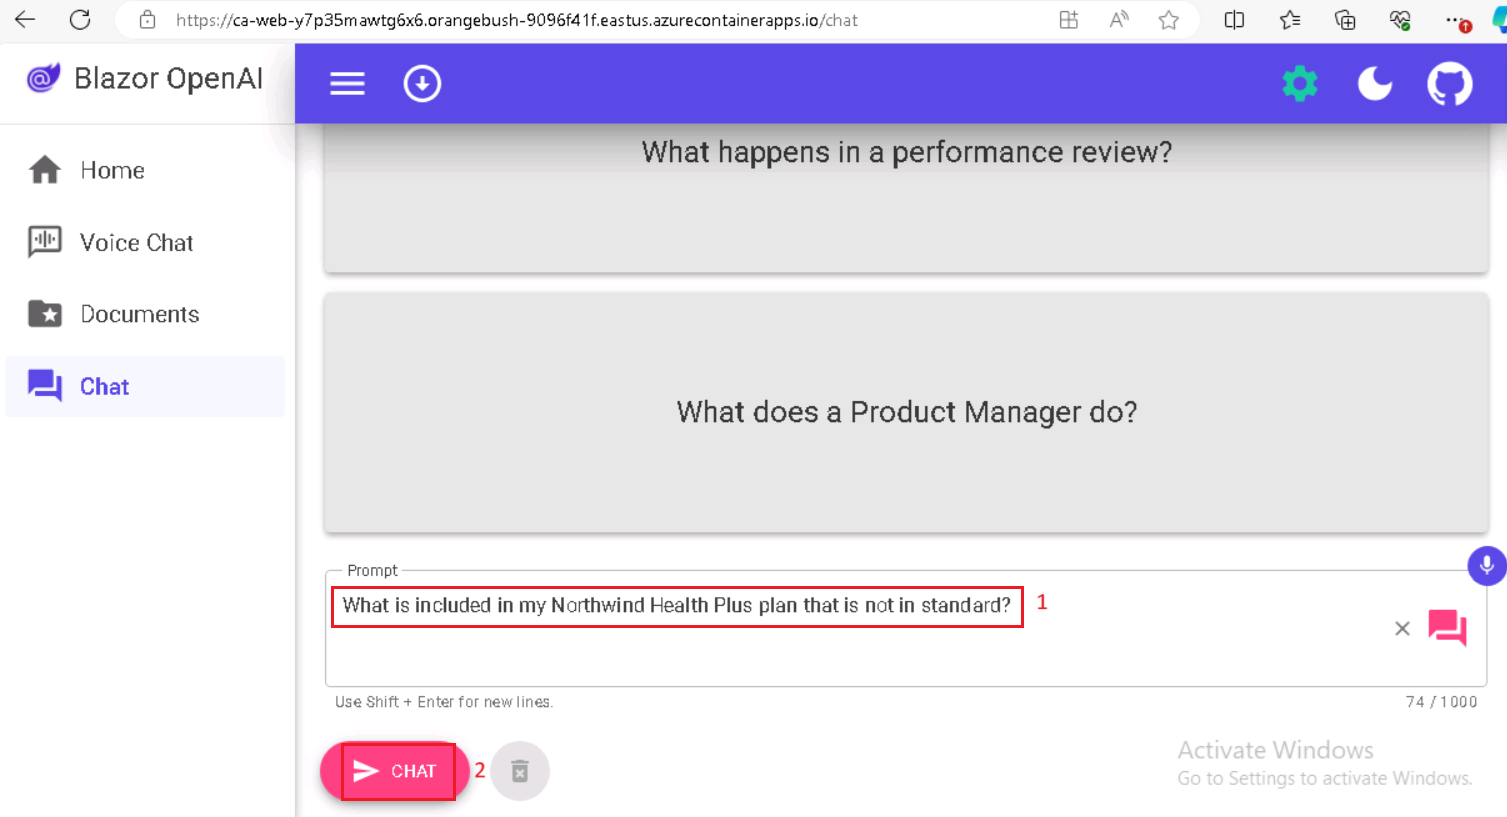 https://ca-web-y7p35mawtg6x6.orangebush-9096f41f.eastus.azurecontainerapps.io/chat
Blazor OpenAI
Home
Voice Chat
Documents
Chat
What happens in a performance review?
What does a Product Manager do?
Prompt
What is included in my Northwind Health Plus plan that is not in standard? 1
Use Shift + Enter for new lines. 74 / 1000
CHAT 2
Activate Windows
Go to Settings to activate Windows.